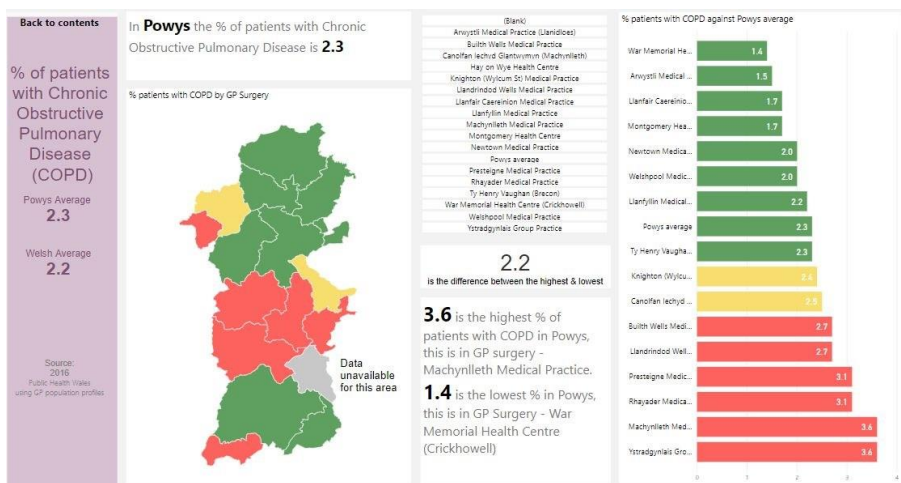 Back to contents
% of patients
with Chronic
Obstructive
Pulmonary
Disease
(COPD)
Powys Average
2.3
Welsh Average
2.2
Source:
2016
Public Health Wales
using GP population profiles
In Powys the % of patients with Chronic
Obstructive Pulmonary Disease is 2.3
% patients with COPD by GP Surgery
Data
unavailable
for this area
(Blank)
Arwystli Medical Practice (Llanidloes)
Builth Wells Medical Practice
Canolfan Iechyd Glantwymyn (Machynlleth)
Hay on Wye Health Centre
Knighton (Wylcum St) Medical Practice
Llandrindod Wells Medical Practice
Llanfair Caereinion Medical Practice
Llanfyllin Medical Practice
Machynlleth Medical Practice
Montgomery Health Centre
Newtown Medical Practice
Powys average
Presteigne Medical Practice
Rhayader Medical Practice
Ty Henry Vaughan (Brecon)
War Memorial Health Centre (Crickhowell)
Welshpool Medical Practice
Ystradgynlais Group Practice
2.2
is the difference between the highest & lowest
3.6 is the highest % of
patients with COPD in Powys,
this is in GP surgery -
Machynlleth Medical Practice.
1.4 is the lowest % in Powys,
this is in GP Surgery - War
Memorial Health Centre
(Crickhowell)
% patients with COPD against Powys average
War Memorial He... 1.4
Arwystli Medical ... 1.5
Llanfair Caereinio... 1.7
Montgomery Hea... 1.7
Newtown Medica... 2.0
Welshpool Medic... 2.0
Llanfyllin Medical... 2.2
Powys average 2.3
Ty Henry Vaugha... 2.3
Knighton (Wylcu... 2.4
Canolfan Iechyd ... 2.5
Builth Wells Medi... 2.7
Llandrindod Well... 2.7
Presteigne Medic... 3.1
Rhayader Medica... 3.1
Machynlleth Med... 3.6
Ystradgynlais Gro... 3.6
0 1 2 3 4